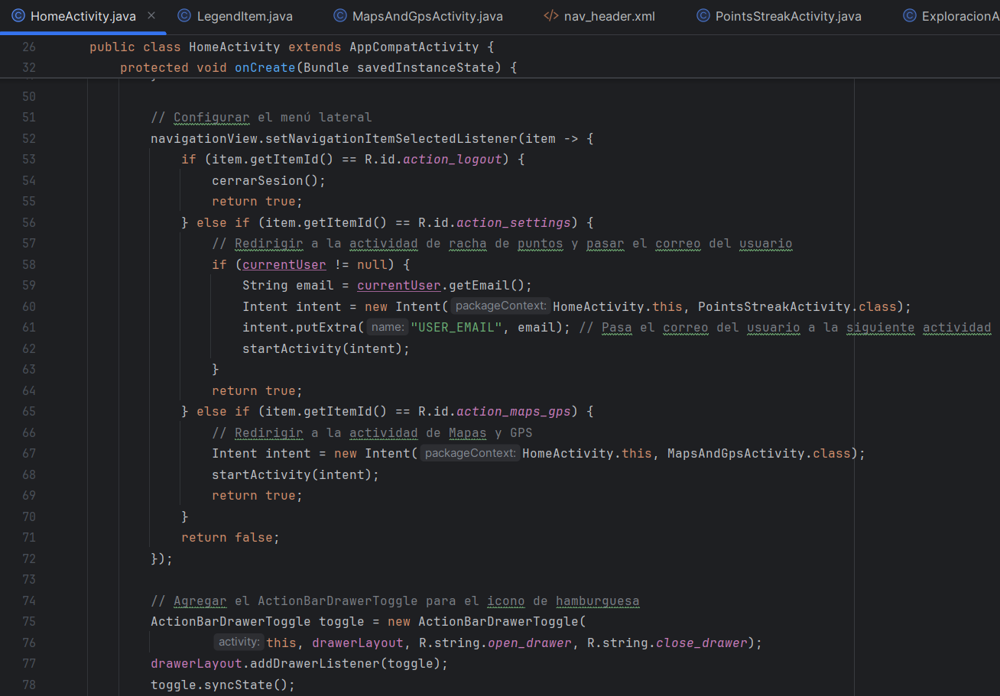 HomeActivity.java LegendItem.java MapsAndGpsActivity.java </> nav_header.xml PointsStreakActivity.java ExploracionA
26 public class HomeActivity extends AppCompatActivity {
32 protected void onCreate(Bundle savedInstanceState) {
50
51 // Configurar el menú lateral
52 navigationView.setNavigationItemSelectedListener(item -> {
53 if (item.getItemId() == R.id.action_logout) {
54 cerrarSesion();
55 return true;
56 } else if (item.getItemId() == R.id.action_settings) {
57 // Redirigir a la actividad de racha de puntos y pasar el correo del usuario
58 if (currentUser != null) {
59 String email = currentUser.getEmail();
60 Intent intent = new Intent( packageContext: HomeActivity.this, PointsStreakActivity.class);
61 intent.putExtra( name: "USER_EMAIL", email); // Pasa el correo del usuario a la siguiente actividad
62 startActivity(intent);
63 }
64 return true;
65 } else if (item.getItemId() == R.id.action_maps_gps) {
66 // Redirigir a la actividad de Mapas y GPS
67 Intent intent = new Intent( packageContext: HomeActivity.this, MapsAndGpsActivity.class);
68 startActivity(intent);
69 return true;
70 }
71 return false;
72 });
73
74 // Agregar el ActionBarDrawerToggle para el icono de hamburguesa
75 ActionBarDrawerToggle toggle = new ActionBarDrawerToggle(
76 activity: this, drawerLayout, R.string.open_drawer, R.string.close_drawer);
77 drawerLayout.addDrawerListener(toggle);
78 toggle.syncState();